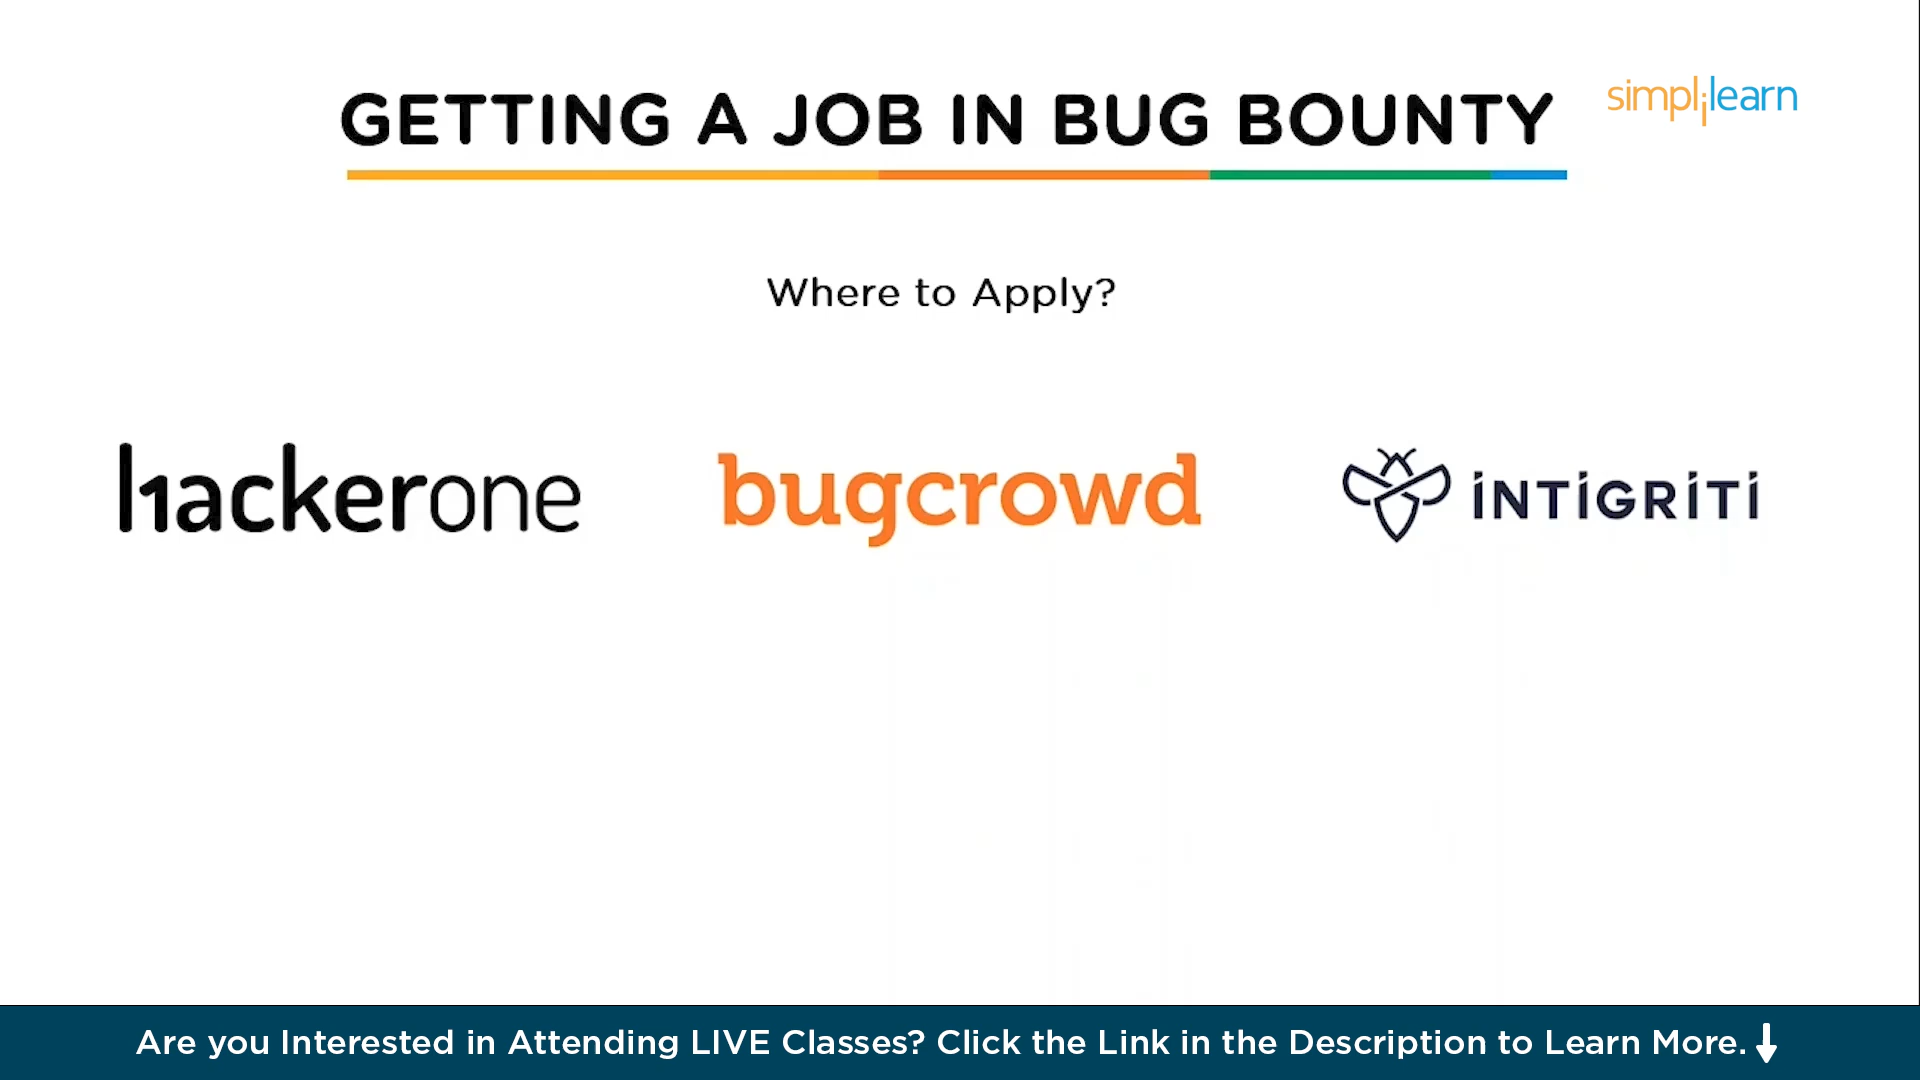 GETTING A JOB IN BUG BOUNTY
simplilearn
Where to Apply?
hackerone
bugcrowd
INTIGRITI
Are you Interested in Attending LIVE Classes? Click the Link in the Description to Learn More.